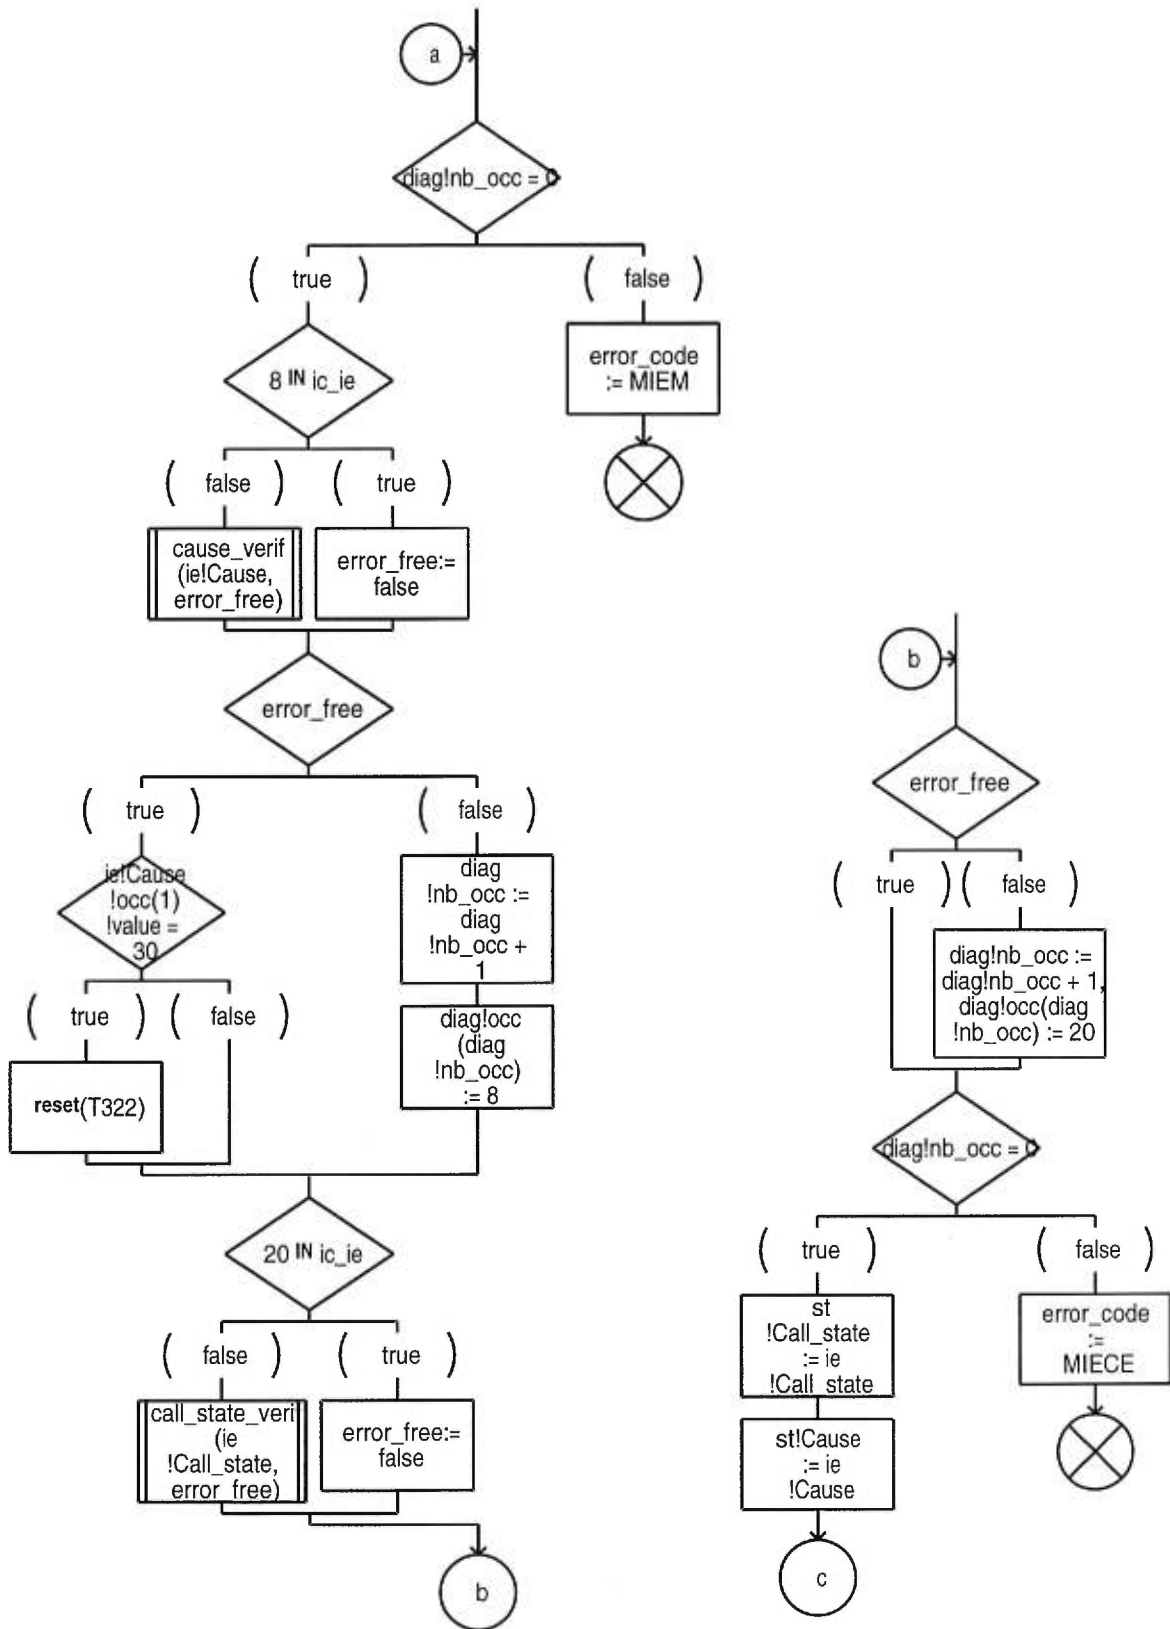 a
diag!nb_occ = 0
( true )
( false )
8 IN ic_ie
error_code
:= MIEM
( false )
( true )
cause_verif
(ie!Cause,
error_free)
error_free:=
false
error_free
( true )
( false )
ie!Cause
!occ(1)
!value =
30
diag
!nb_occ :=
diag
!nb_occ +
1
( true )
( false )
reset(T322)
diag!occ
(diag
!nb_occ)
:= 8
20 IN ic_ie
( false )
( true )
call_state_veri
(ie
!Call_state,
error_free)
error_free:=
false
b
b
error_free
( true )
( false )
diag!nb_occ :=
diag!nb_occ + 1,
diag!occ(diag
!nb_occ) := 20
diag!nb_occ = 0
( true )
( false )
st
!Call_state
:= ie
!Call_state
error_code
:=
MIECE
st!Cause
:= ie
!Cause
c